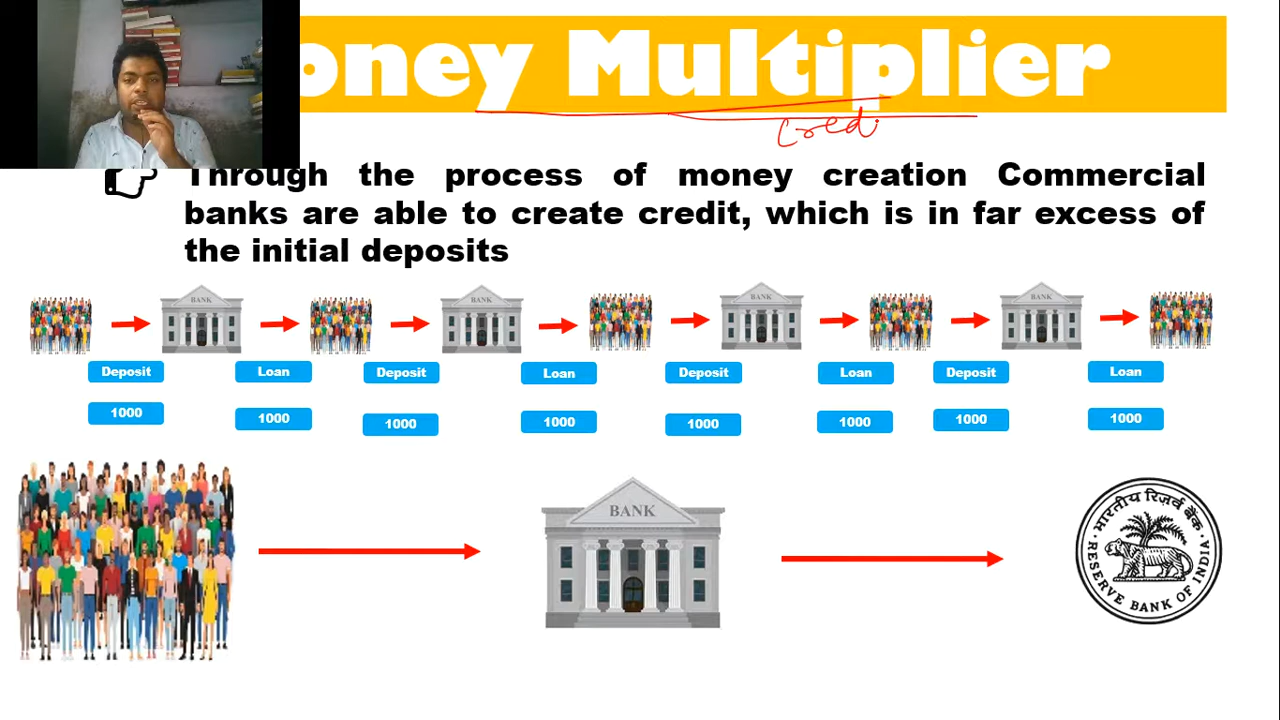 oney Multiplier
Cred
Through the process of money creation Commercial
banks are able to create credit, which is in far excess of
the initial deposits
BANK BANK BANK BANK
Deposit Loan Deposit Loan Deposit Loan Deposit Loan
1000 1000 1000 1000 1000 1000 1000 1000
BANK
भारतीय रिज़र्व बैंक
RESERVE BANK OF INDIA